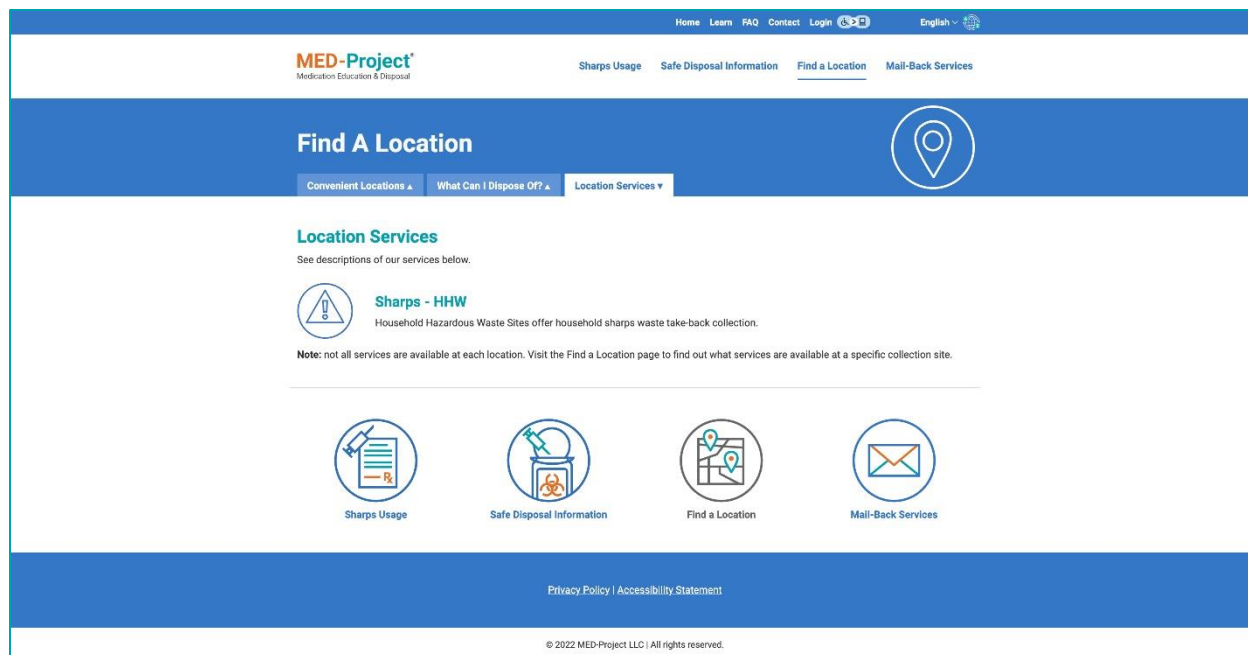 Home Learn FAQ Contact Login English
MED-Project
Medication Education & Disposal
Sharps Usage Safe Disposal Information Find a Location Mail-Back Services
Find A Location
Convenient Locations ▲ What Can I Dispose Of? ▲ Location Services ▼
Location Services
See descriptions of our services below.
Sharps - HHW
Household Hazardous Waste Sites offer household sharps waste take-back collection.
Note: not all services are available at each location. Visit the Find a Location page to find out what services are available at a specific collection site.
Rx
Sharps Usage Safe Disposal Information Find a Location Mail-Back Services
Privacy Policy | Accessibility Statement
© 2022 MED-Project LLC | All rights reserved.